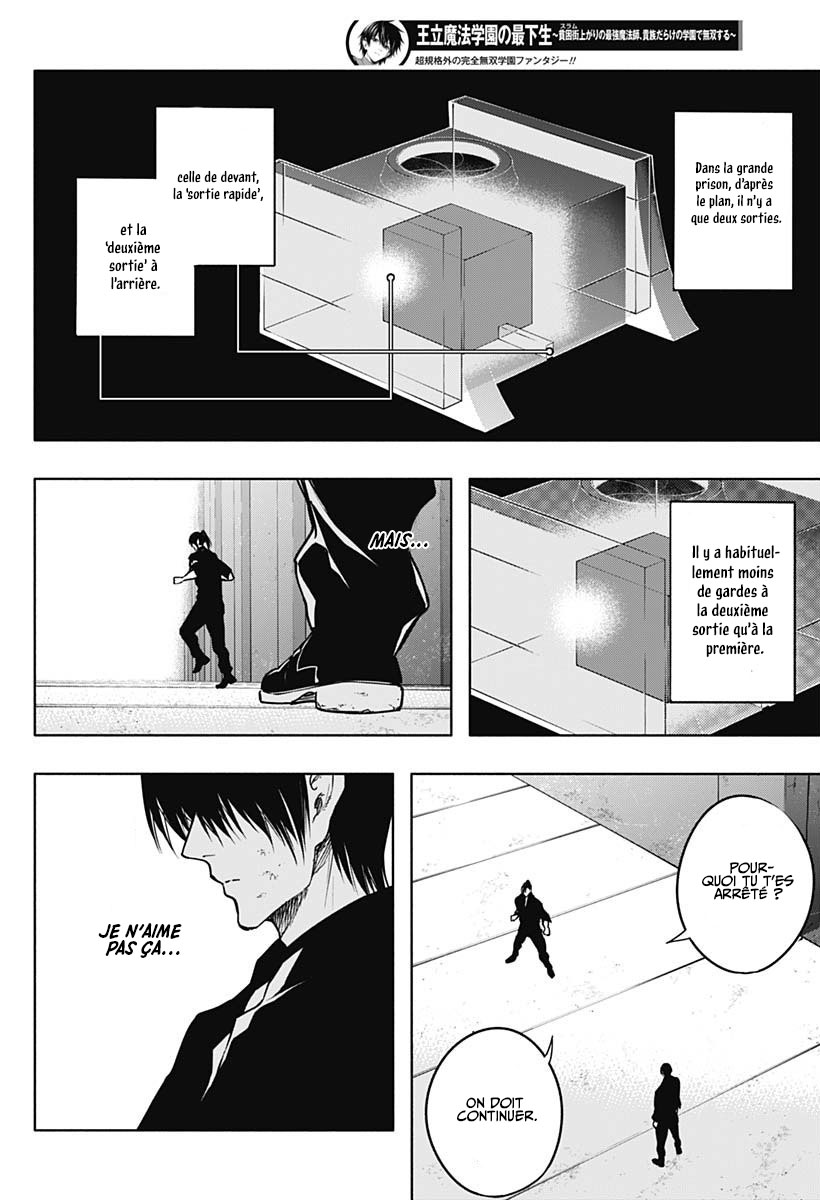 王立魔法学園の最下生～貧困街上がりの最強魔法師、貴族だらけの学園で無双する～
スラム
超規格外の完全無双学園ファンタジー!!
Dans la grande
prison, d'après
le plan, il n'y a
que deux sorties.
celle de devant,
la 'sortie rapide',
et la
'deuxième
sortie' à
l'arrière.
Il y a habituel-
lement moins
de gardes à
la deuxième
sortie qu'à la
première.
MAIS...
POUR-
QUOI TU T'ES
ARRÊTÉ ?
ON DOIT
CONTINUER.
JE N'AIME
PAS ÇA...